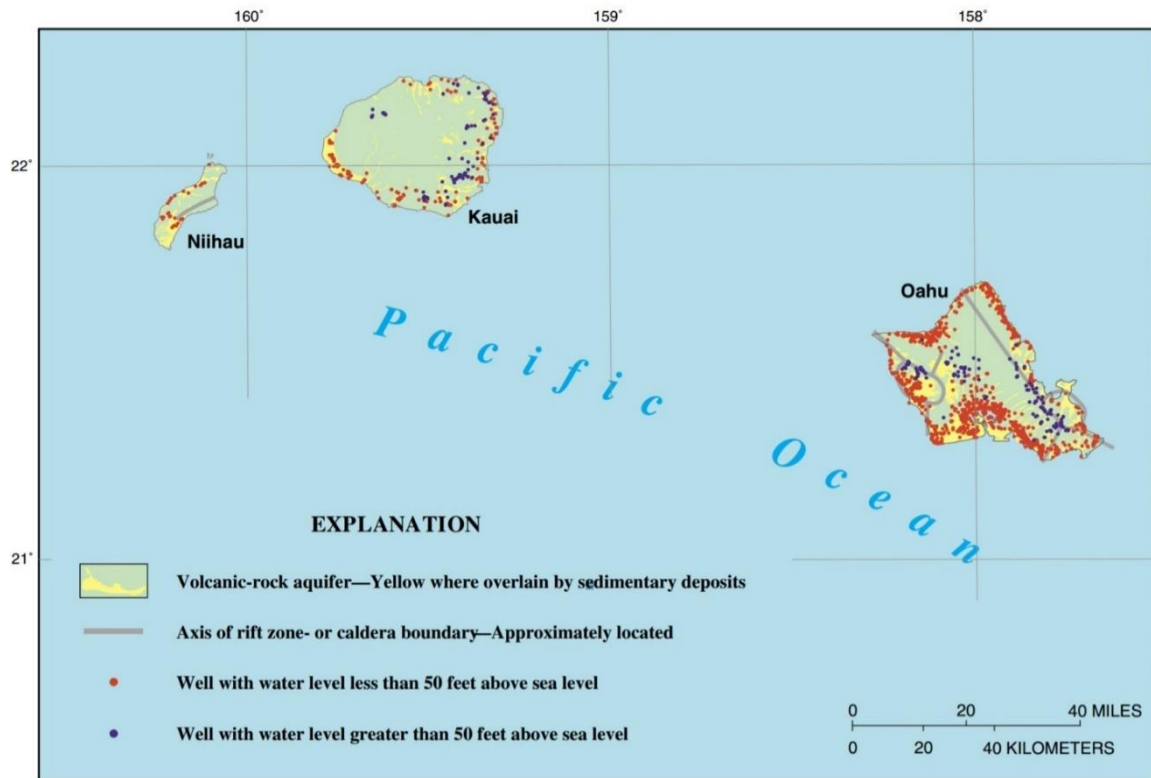 160° 159° 158°
22°
Niihau
Kauai
Oahu
Pacific Ocean
21°
EXPLANATION
Volcanic-rock aquifer—Yellow where overlain by sedimentary deposits
Axis of rift zone- or caldera boundary—Approximately located
Well with water level less than 50 feet above sea level
Well with water level greater than 50 feet above sea level
0 20 40 MILES
0 20 40 KILOMETERS